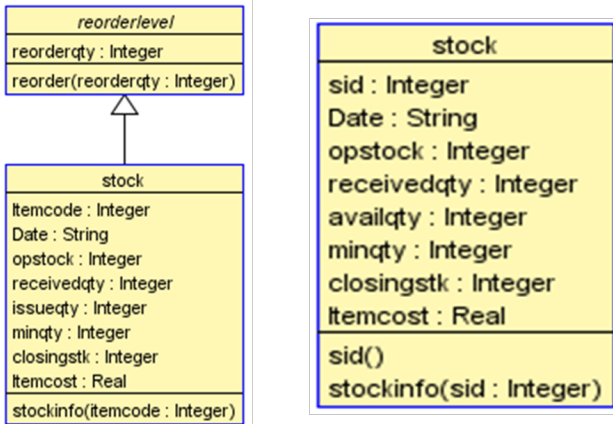 reorderlevel
reorderqty : Integer
reorder(reorderqty : Integer)
stock
Itemcode : Integer
Date : String
opstock : Integer
receivedqty : Integer
issueqty : Integer
minqty : Integer
closingstk : Integer
Itemcost : Real
stockinfo(itemcode : Integer)
stock
sid : Integer
Date : String
opstock : Integer
receivedqty : Integer
availqty : Integer
minqty : Integer
closingstk : Integer
Itemcost : Real
sid()
stockinfo(sid : Integer)